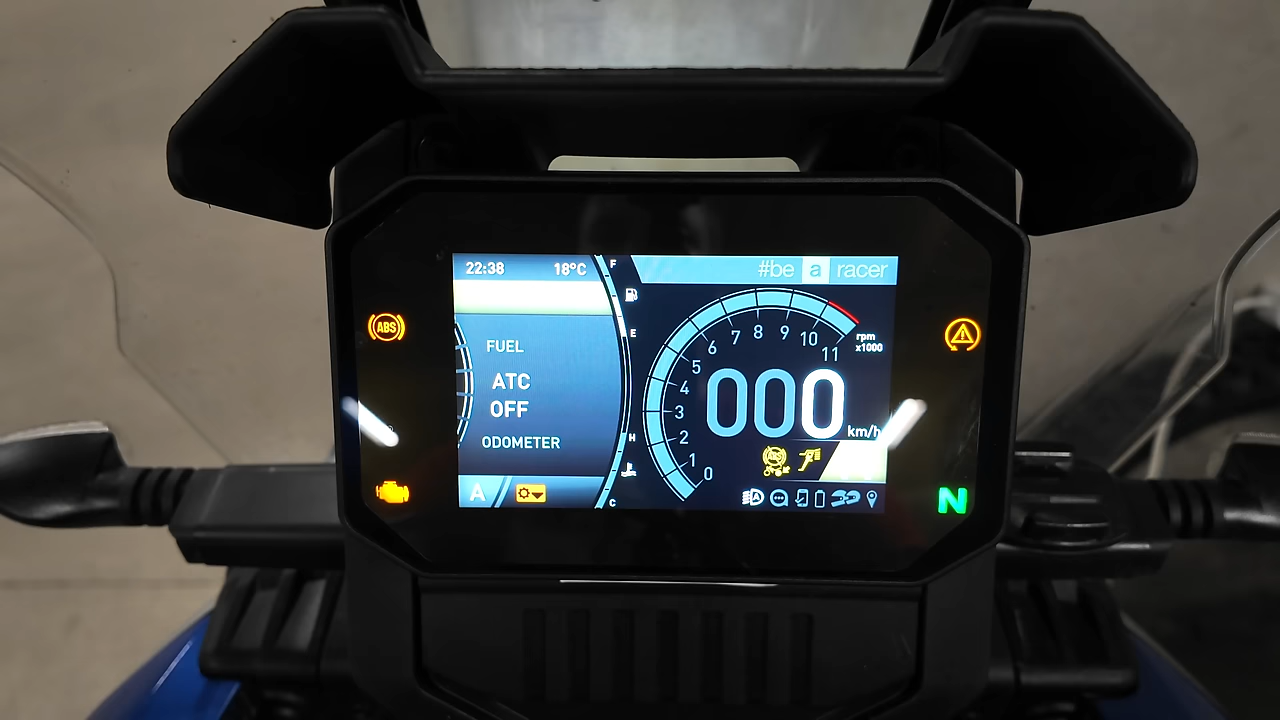 22:38 18°C
F
#be a racer
E
FUEL
ATC
OFF
ODOMETER
H
C
A
ABS
0
1
2
3
4
5
6
7
8
9
10
11
rpm
x1000
000
km/h
N